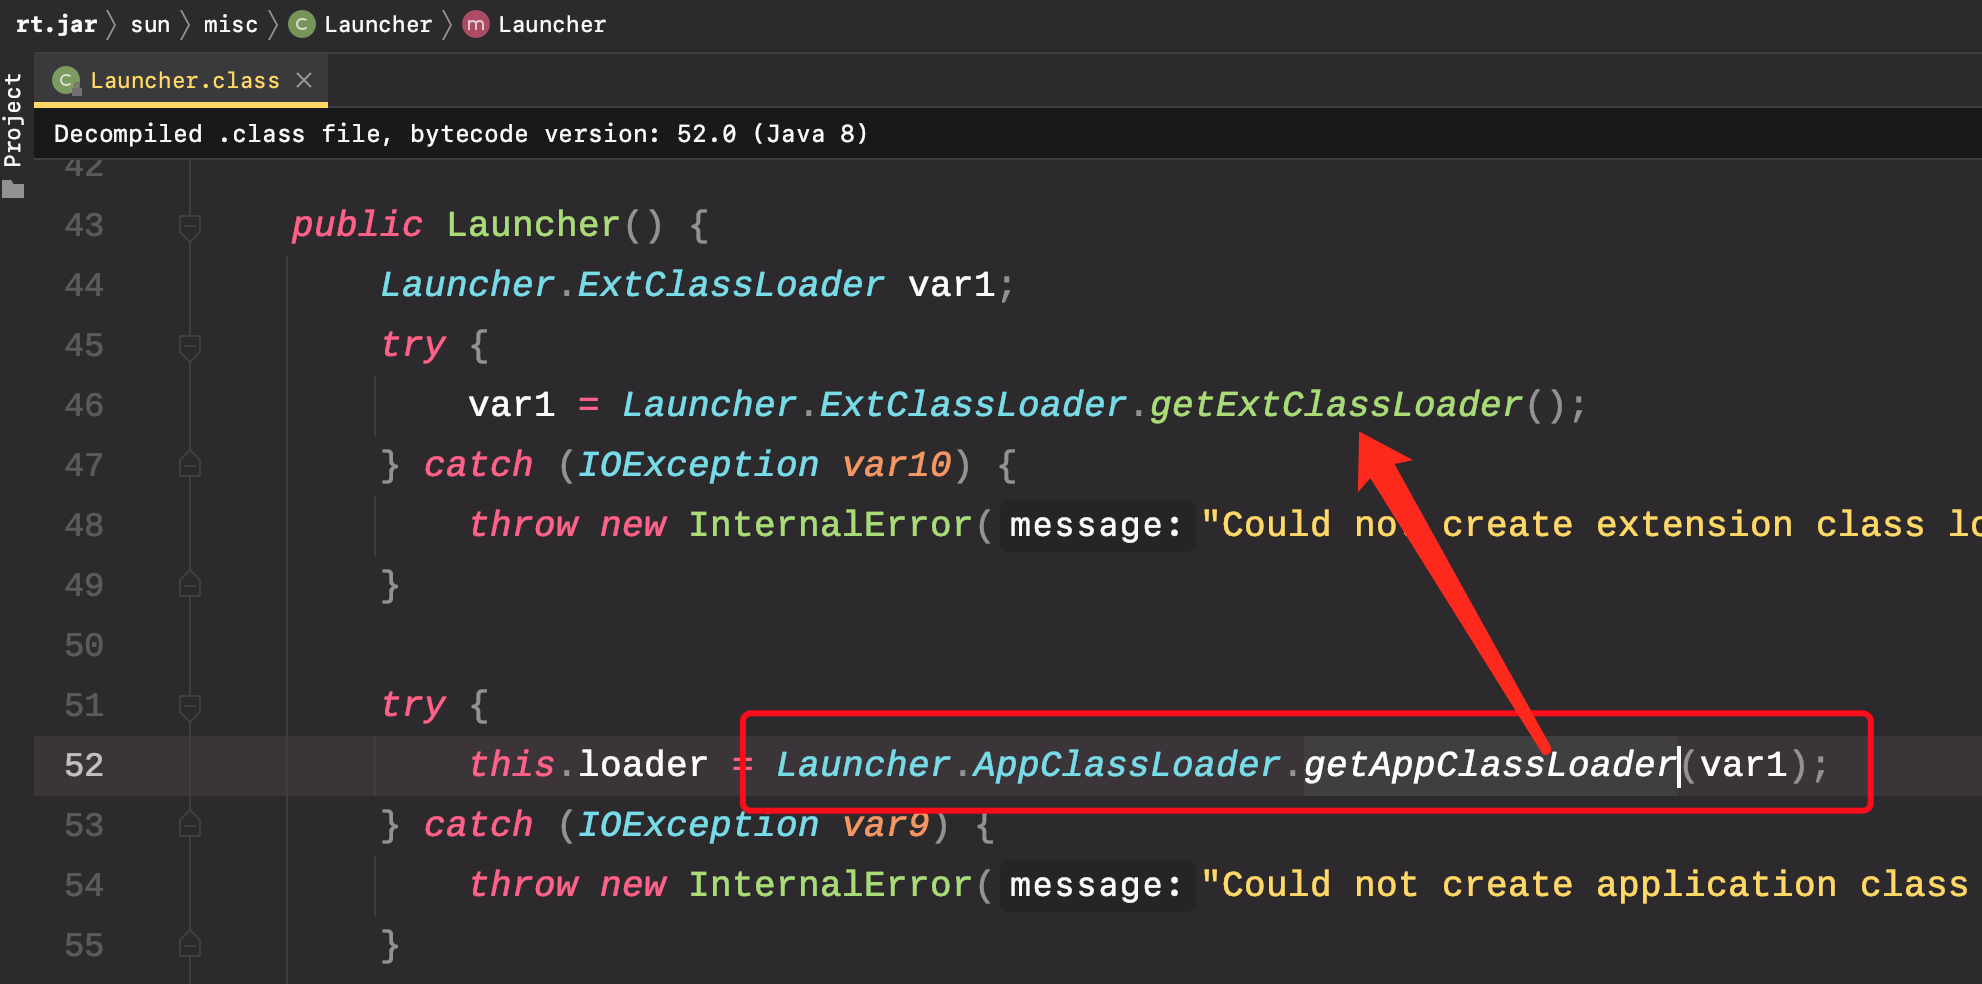 rt.jar sun misc C Launcher m Launcher
Project
C Launcher.class
Decompiled .class file, bytecode version: 52.0 (Java 8)
42
43 public Launcher() {
44 Launcher.ExtClassLoader var1;
45 try {
46 var1 = Launcher.ExtClassLoader.getExtClassLoader();
47 } catch (IOException var10) {
48 throw new InternalError( message: "Could not create extension class lo
49 }
50
51 try {
52 this.loader = Launcher.AppClassLoader.getAppClassLoader(var1);
53 } catch (IOException var9) {
54 throw new InternalError( message: "Could not create application class
55 }